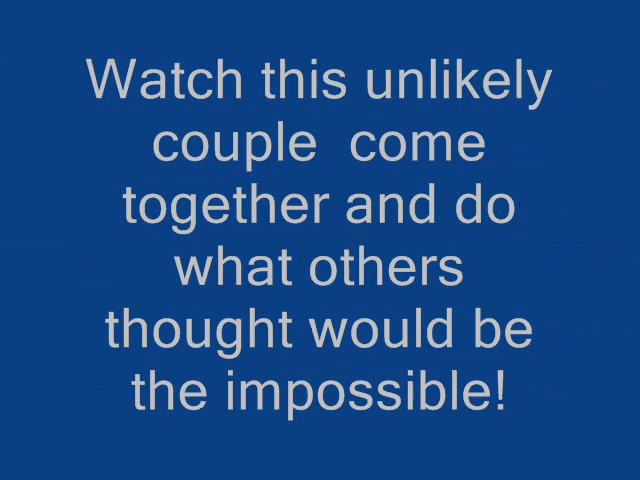 Watch this unlikely
couple  come
together and do
what others
thought would be
the impossible!